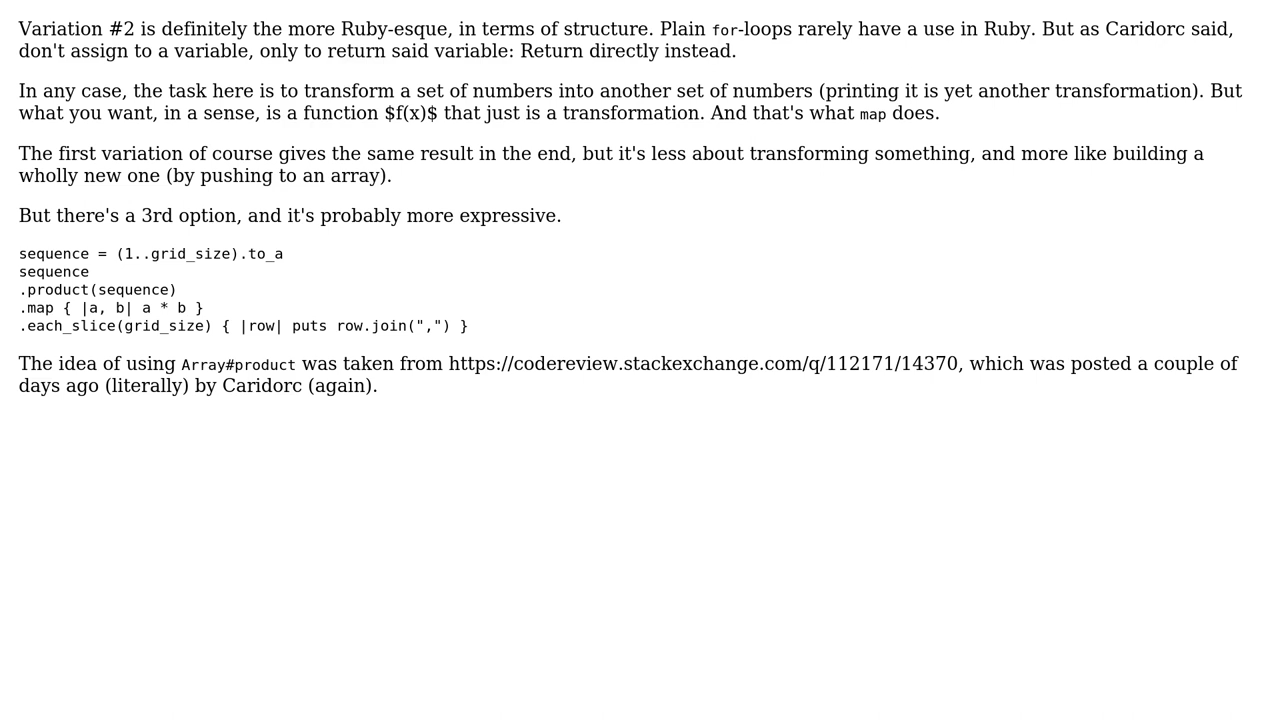 Variation #2 is definitely the more Ruby-esque, in terms of structure. Plain for-loops rarely have a use in Ruby. But as Caridorc said,
don't assign to a variable, only to return said variable: Return directly instead.
In any case, the task here is to transform a set of numbers into another set of numbers (printing it is yet another transformation). But
what you want, in a sense, is a function $f(x)$ that just is a transformation. And that's what map does.
The first variation of course gives the same result in the end, but it's less about transforming something, and more like building a
wholly new one (by pushing to an array).
But there's a 3rd option, and it's probably more expressive.
sequence = (1..grid_size).to_a
sequence
.product(sequence)
.map { |a, b| a * b }
.each_slice(grid_size) { |row| puts row.join(",") }
The idea of using Array#product was taken from https://codereview.stackexchange.com/q/112171/14370, which was posted a couple of
days ago (literally) by Caridorc (again).